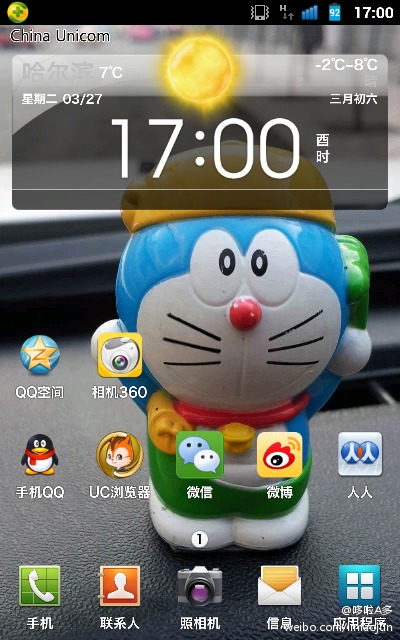 H 92 17:00
China Unicom
哈尔滨 7℃ -2℃~8℃
晴
星期二 03/27 三月初六
17:00 酉时
QQ空间 相机360
手机QQ UC浏览器 微信 微博 人人
1
手机 联系人 照相机 信息 应用程序
@哆啦A多